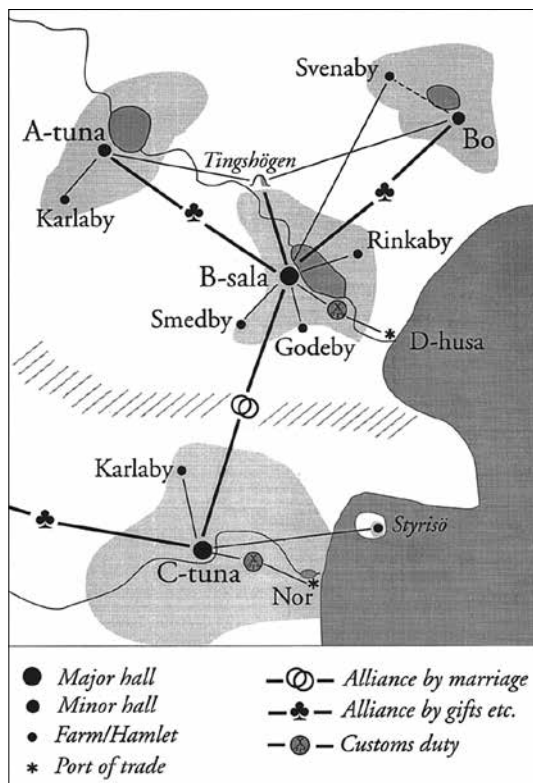 Svenaby
A-tuna
Bo
Tingshögen
Karlaby
Rinkaby
B-sala
Smedby
Godeby
D-husa
Karlaby
Styrisö
C-tuna
Nor
Major hall
Minor hall
Farm/Hamlet
Port of trade
Alliance by marriage
Alliance by gifts etc.
Customs duty